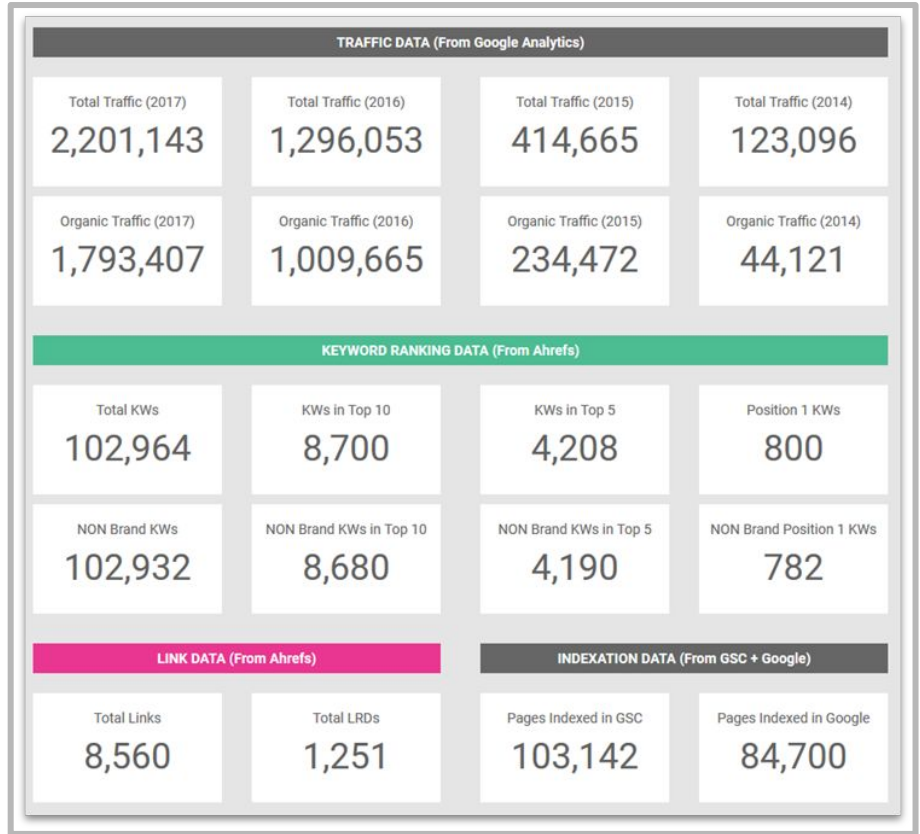 TRAFFIC DATA (From Google Analytics)
Total Traffic (2017)
2,201,143
Total Traffic (2016)
1,296,053
Total Traffic (2015)
414,665
Total Traffic (2014)
123,096
Organic Traffic (2017)
1,793,407
Organic Traffic (2016)
1,009,665
Organic Traffic (2015)
234,472
Organic Traffic (2014)
44,121
KEYWORD RANKING DATA (From Ahrefs)
Total KWs
102,964
KWs in Top 10
8,700
KWs in Top 5
4,208
Position 1 KWs
800
NON Brand KWs
102,932
NON Brand KWs in Top 10
8,680
NON Brand KWs in Top 5
4,190
NON Brand Position 1 KWs
782
LINK DATA (From Ahrefs)
Total Links
8,560
Total LRDs
1,251
INDEXATION DATA (From GSC + Google)
Pages Indexed in GSC
103,142
Pages Indexed in Google
84,700